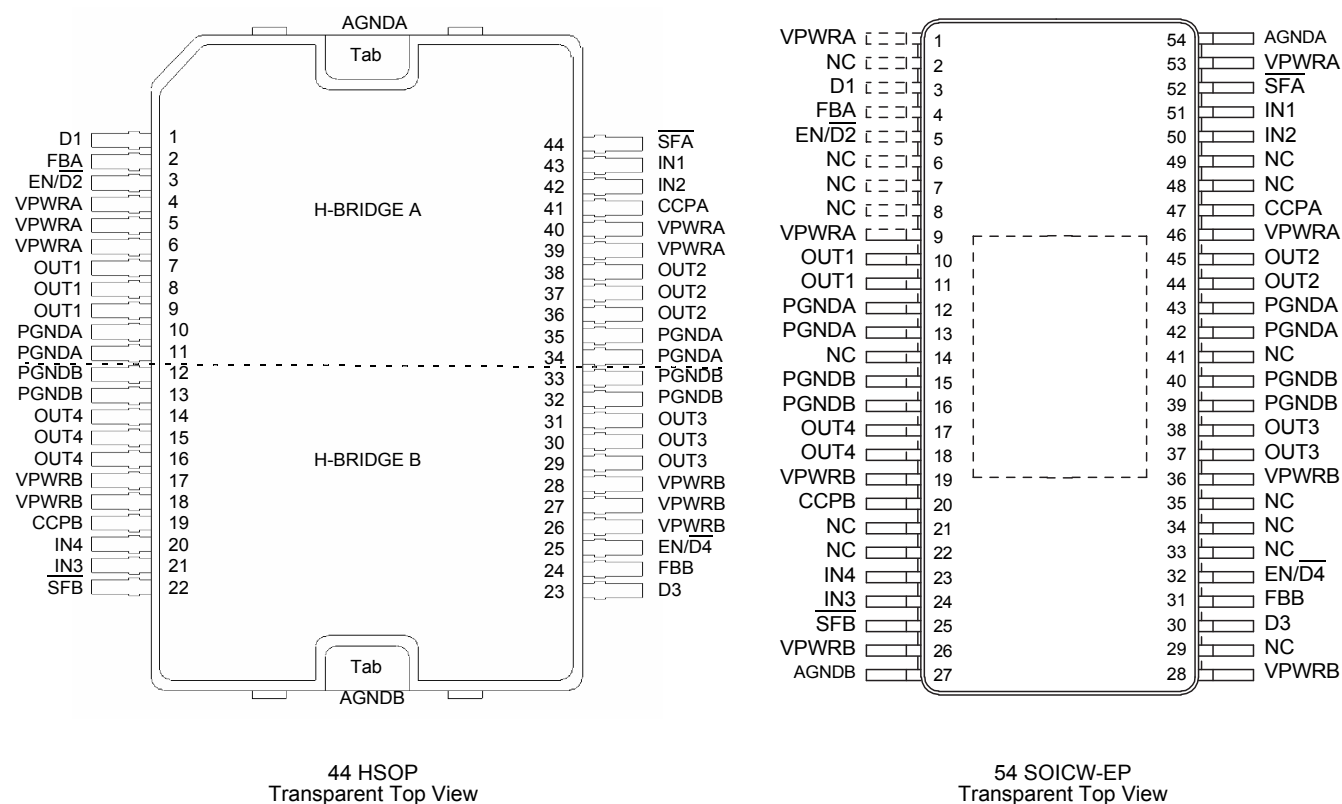 AGNDA
Tab
D1 1
FBA 2
EN/D̅2̅ 3
VPWRA 4
VPWRA 5
VPWRA 6
OUT1 7
OUT1 8
OUT1 9
PGNDA 10
PGNDA 11
PGNDB 12
PGNDB 13
OUT4 14
OUT4 15
OUT4 16
VPWRB 17
VPWRB 18
CCPB 19
IN4 20
IN3 21
S̅F̅B̅ 22
H-BRIDGE A
H-BRIDGE B
44 S̅F̅A̅
43 IN1
42 IN2
41 CCPA
40 VPWRA
39 VPWRA
38 OUT2
37 OUT2
36 OUT2
35 PGNDA
34 PGNDA
33 PGNDB
32 PGNDB
31 OUT3
30 OUT3
29 OUT3
28 VPWRB
27 VPWRB
26 VPWRB
25 EN/D̅4̅
24 FBB
23 D3
Tab
AGNDB
44 HSOP
Transparent Top View
VPWRA 1
NC 2
D1 3
FBA 4
EN/D̅2̅ 5
NC 6
NC 7
NC 8
VPWRA 9
OUT1 10
OUT1 11
PGNDA 12
PGNDA 13
NC 14
PGNDB 15
PGNDB 16
OUT4 17
OUT4 18
VPWRB 19
CCPB 20
NC 21
NC 22
IN4 23
IN3 24
S̅F̅B̅ 25
VPWRB 26
AGNDB 27
54 AGNDA
53 VPWRA
52 S̅F̅A̅
51 IN1
50 IN2
49 NC
48 NC
47 CCPA
46 VPWRA
45 OUT2
44 OUT2
43 PGNDA
42 PGNDA
41 NC
40 PGNDB
39 PGNDB
38 OUT3
37 OUT3
36 VPWRB
35 NC
34 NC
33 NC
32 EN/D̅4̅
31 FBB
30 D3
29 NC
28 VPWRB
54 SOICW-EP
Transparent Top View